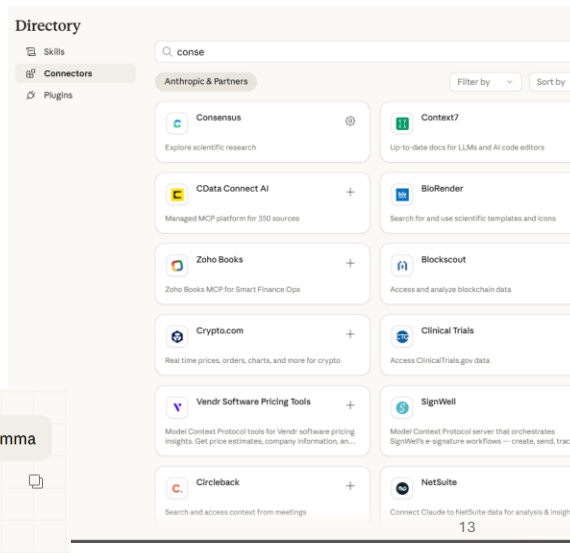 Directory
Skills
Connectors
Plugins
conse
Anthropic & Partners
Filter by
Sort by
Consensus
Explore scientific research
Context7
Up-to-date docs for LLMs and AI code editors
CData Connect AI
Managed MCP platform for 350 sources
BioRender
Search for and use scientific templates and icons
Zoho Books
Zoho Books MCP for Smart Finance Ops
Blockscout
Access and analyze blockchain data
Crypto.com
Real time prices, orders, charts, and more for crypto
Clinical Trials
Access ClinicalTrials.gov data
Vendr Software Pricing Tools
Model Context Protocol tools for Vendr software pricing
insights. Get price estimates, company information, an...
SignWell
Model Context Protocol server that orchestrates
SignWell's e-signature workflows — create, send, trac
Circleback
Search and access context from meetings
NetSuite
Connect Claude to NetSuite data for analysis & insigh
mma
13